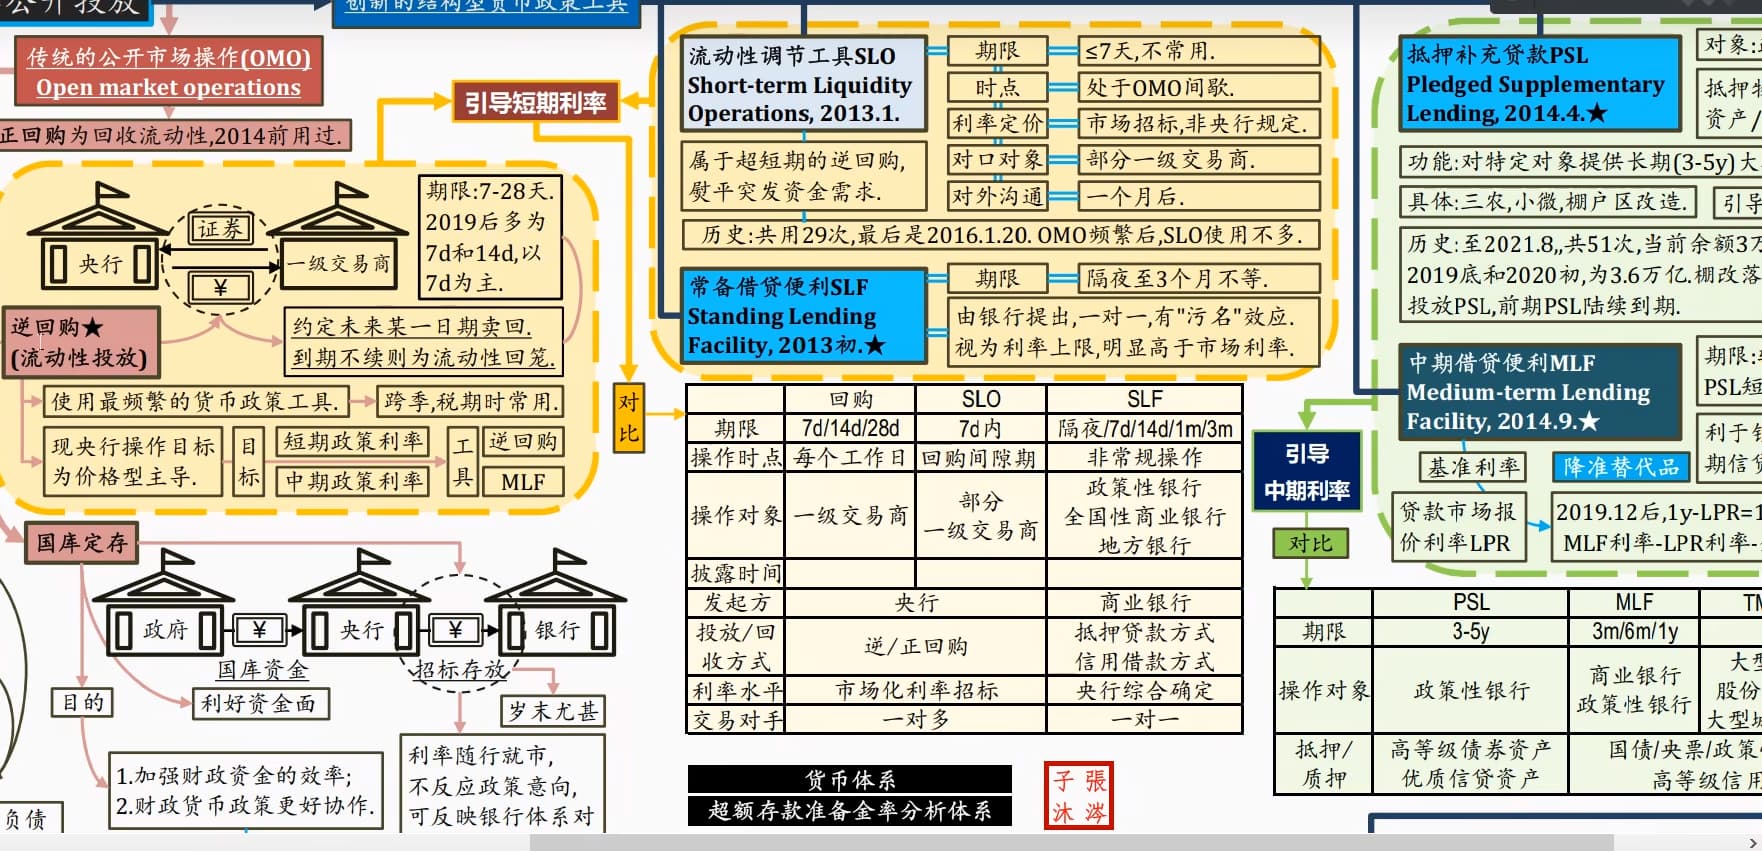 公开投放
创新的结构型货币政策工具
传统的公开市场操作(OMO)
Open market operations
正回购为回收流动性,2014前用过.
引导短期利率
证券
央行
¥
一级交易商
期限:7-28天.
2019后多为
7d和14d,以
7d为主.
逆回购★
(流动性投放)
约定未来某一日期卖回.
到期不续则为流动性回笼.
使用最频繁的货币政策工具.
跨季,税期时常用.
现央行操作目标
为价格型主导.
目
标
短期政策利率
中期政策利率
工
具
逆回购
MLF
国库定存
政府
¥
央行
¥
银行
国库资金
招标存放
目的
利好资金面
岁末尤甚
1.加强财政资金的效率;
2.财政货币政策更好协作.
利率随行就市,
不反应政策意向,
可反映银行体系对
负债
流动性调节工具SLO
Short-term Liquidity
Operations, 2013.1.
期限
≤7天,不常用.
时点
处于OMO间歇.
利率定价
市场招标,非央行规定.
对口对象
部分一级交易商.
对外沟通
一个月后.
属于超短期的逆回购,
熨平突发资金需求.
历史:共用29次,最后是2016.1.20. OMO频繁后,SLO使用不多.
常备借贷便利SLF
Standing Lending
Facility, 2013初.★
期限
隔夜至3个月不等.
由银行提出,一对一,有"污名"效应.
视为利率上限,明显高于市场利率.
对
比
回购 SLO SLF
期限 7d/14d/28d 7d内 隔夜/7d/14d/1m/3m
操作时点 每个工作日 回购间隙期 非常规操作
操作对象 一级交易商
部分
一级交易商
政策性银行
全国性商业银行
地方银行
披露时间
发起方 央行 商业银行
投放/回
收方式
逆/正回购
抵押贷款方式
信用借款方式
利率水平 市场化利率招标 央行综合确定
交易对手 一对多 一对一
货币体系
超额存款准备金率分析体系
子 張
沐 涔
抵押补充贷款PSL
Pledged Supplementary
Lending, 2014.4.★
对象:
抵押
资产/
功能:对特定对象提供长期(3-5y)大
具体:三农,小微,棚户区改造.
引导
历史:至2021.8,,共51次,当前余额3万
2019底和2020初,为3.6万亿.棚改落
投放PSL,前期PSL陆续到期.
中期借贷便利MLF
Medium-term Lending
Facility, 2014.9.★
期限:
PSL短
利于
期信贷
引导
中期利率
基准利率
降准替代品
贷款市场报
价利率LPR
2019.12后,1y-LPR=1
MLF利率-LPR利率-
对比
PSL MLF
期限 3-5y 3m/6m/1y
操作对象 政策性银行
商业银行
政策性银行
大型
股份
大型城
抵押/
质押
高等级债券资产
优质信贷资产
国债/央票/政策
高等级信用